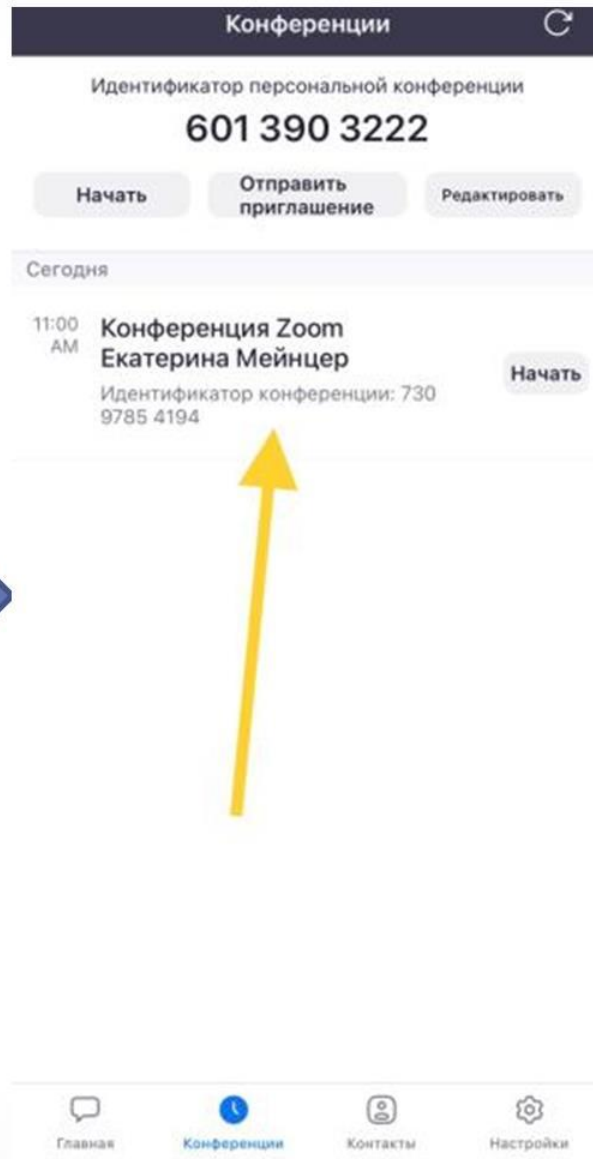 Конференции
Идентификатор персональной конференции
601 390 3222
Начать
Отправить
приглашение
Редактировать
Сегодня
11:00
AM
Конференция Zoom
Екатерина Мейнцер
Идентификатор конференции: 730
9785 4194
Начать
Главная
Конференции
Контакты
Настройки